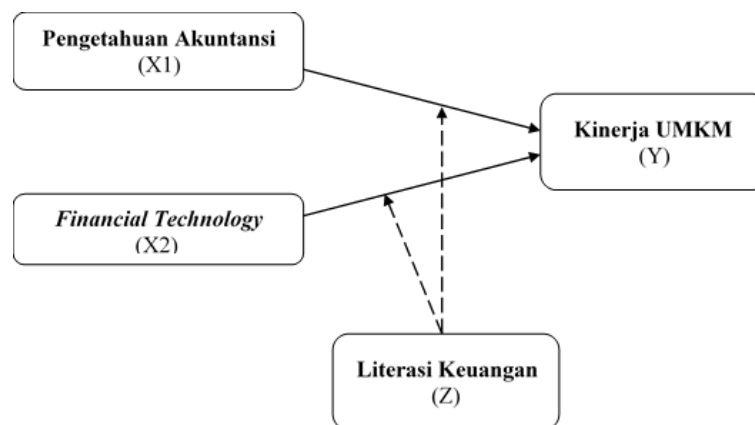 Pengetahuan Akuntansi
(X1)
Kinerja UMKM
(Y)
Financial Technology
(X2)
Literasi Keuangan
(Z)